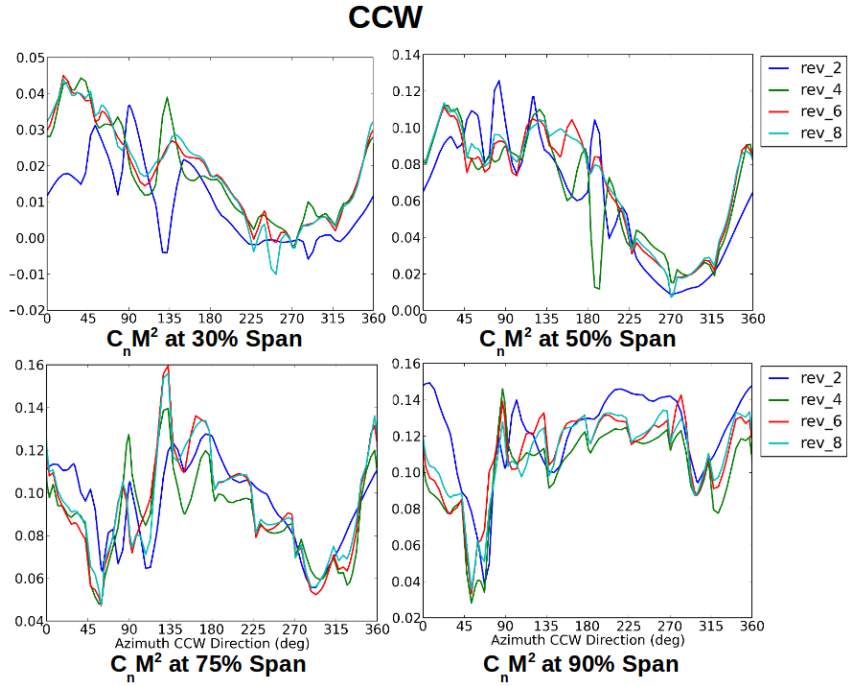 CCW
0.05
0.04
0.03
0.02
0.01
0.00
−0.01
−0.02
0 45 90 135 180 225 270 315 360
CnM² at 30% Span
0.14
0.12
0.10
0.08
0.06
0.04
0.02
0.00
0 45 90 135 180 225 270 315 360
CnM² at 50% Span
rev_2
rev_4
rev_6
rev_8
0.16
0.14
0.12
0.10
0.08
0.06
0.04
0 45 90 135 180 225 270 315 360
Azimuth CCW Direction (deg)
CnM² at 75% Span
0.16
0.14
0.12
0.10
0.08
0.06
0.04
0.02
0 45 90 135 180 225 270 315 360
Azimuth CCW Direction (deg)
CnM² at 90% Span
rev_2
rev_4
rev_6
rev_8